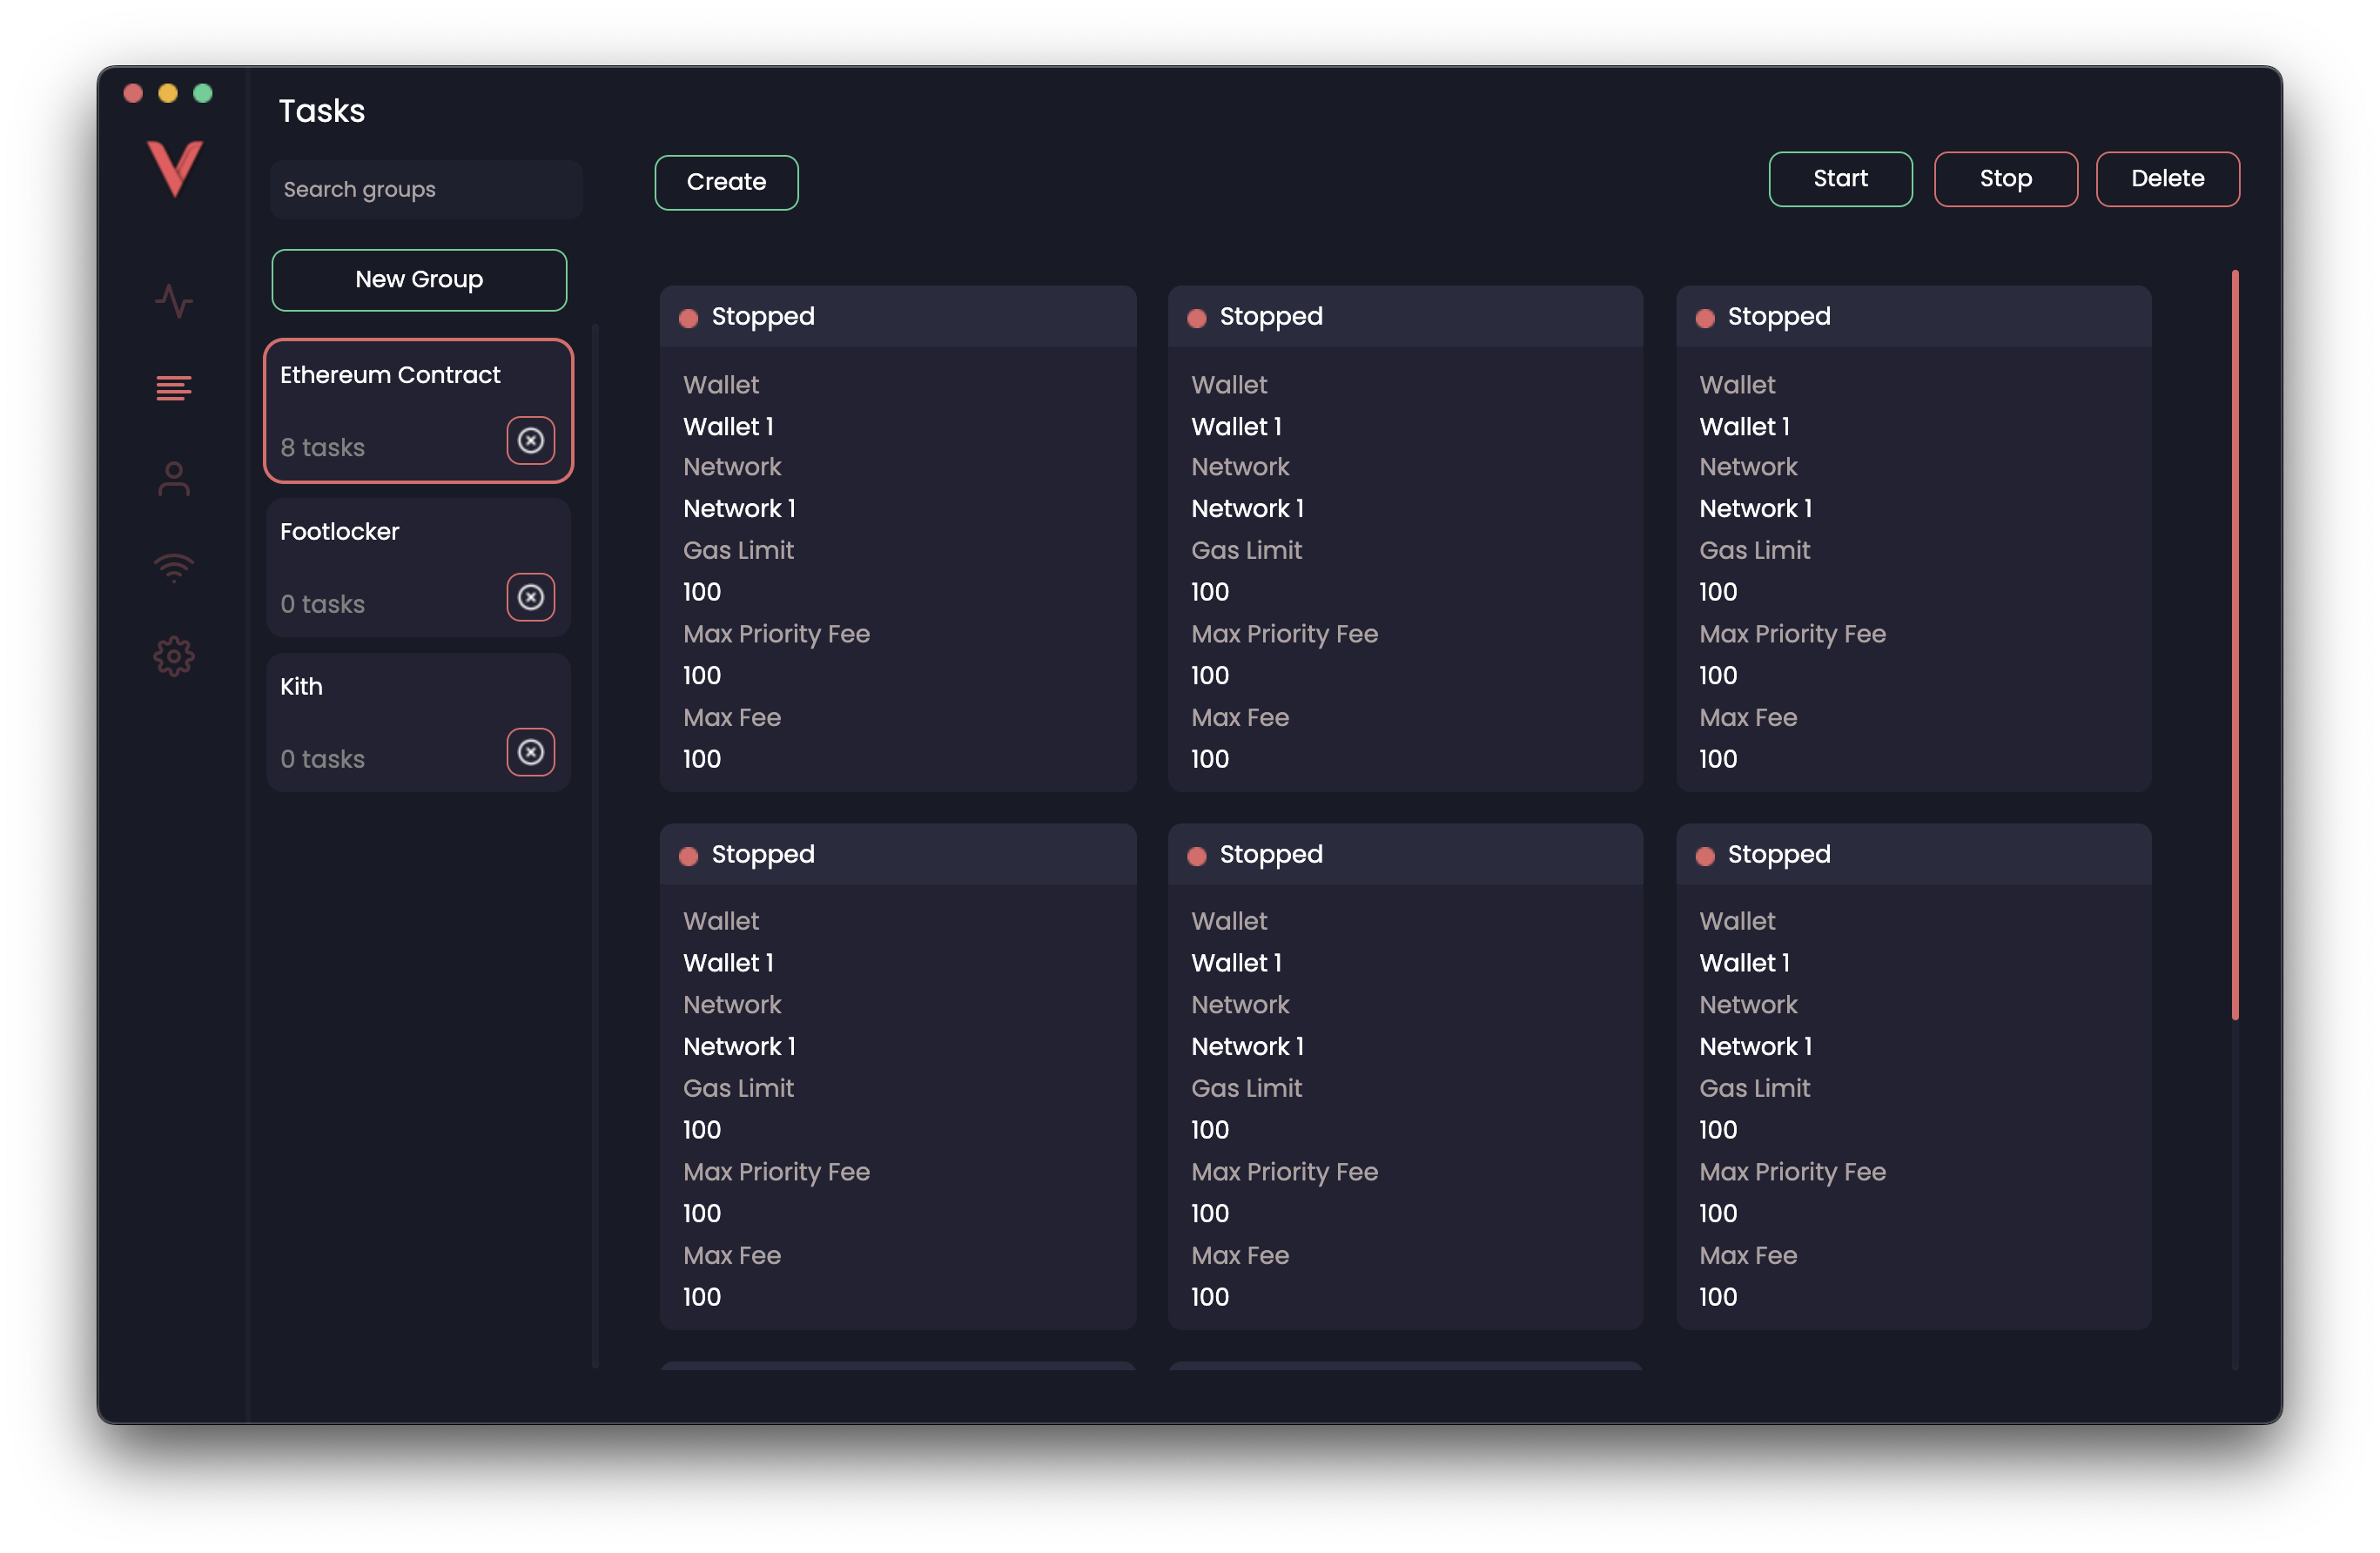 Tasks
Search groups
New Group
Ethereum Contract
8 tasks
Footlocker
0 tasks
Kith
0 tasks
Create
Start
Stop
Delete
Stopped
Wallet
Wallet 1
Network
Network 1
Gas Limit
100
Max Priority Fee
100
Max Fee
100
Stopped
Wallet
Wallet 1
Network
Network 1
Gas Limit
100
Max Priority Fee
100
Max Fee
100
Stopped
Wallet
Wallet 1
Network
Network 1
Gas Limit
100
Max Priority Fee
100
Max Fee
100
Stopped
Wallet
Wallet 1
Network
Network 1
Gas Limit
100
Max Priority Fee
100
Max Fee
100
Stopped
Wallet
Wallet 1
Network
Network 1
Gas Limit
100
Max Priority Fee
100
Max Fee
100
Stopped
Wallet
Wallet 1
Network
Network 1
Gas Limit
100
Max Priority Fee
100
Max Fee
100